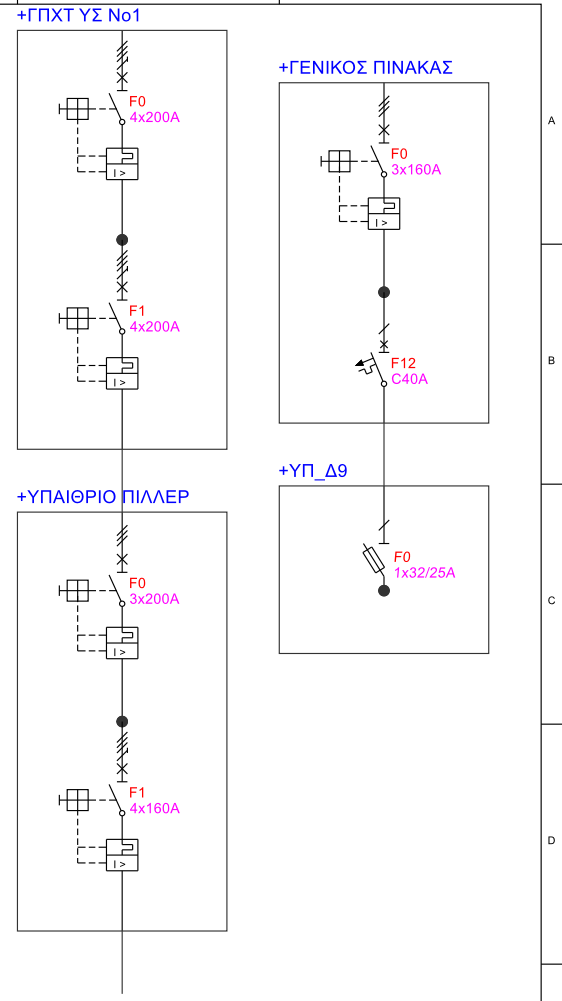 +ΓΠΧΤ ΥΣ Νο1
F0
4x200A
I >
F1
4x200A
I >
+ΥΠΑΙΘΡΙΟ ΠΙΛΛΕΡ
F0
3x200A
I >
F1
4x160A
I >
+ΓΕΝΙΚΟΣ ΠΙΝΑΚΑΣ
F0
3x160A
I >
F12
C40A
+ΥΠ_Δ9
F0
1x32/25A
A
B
C
D